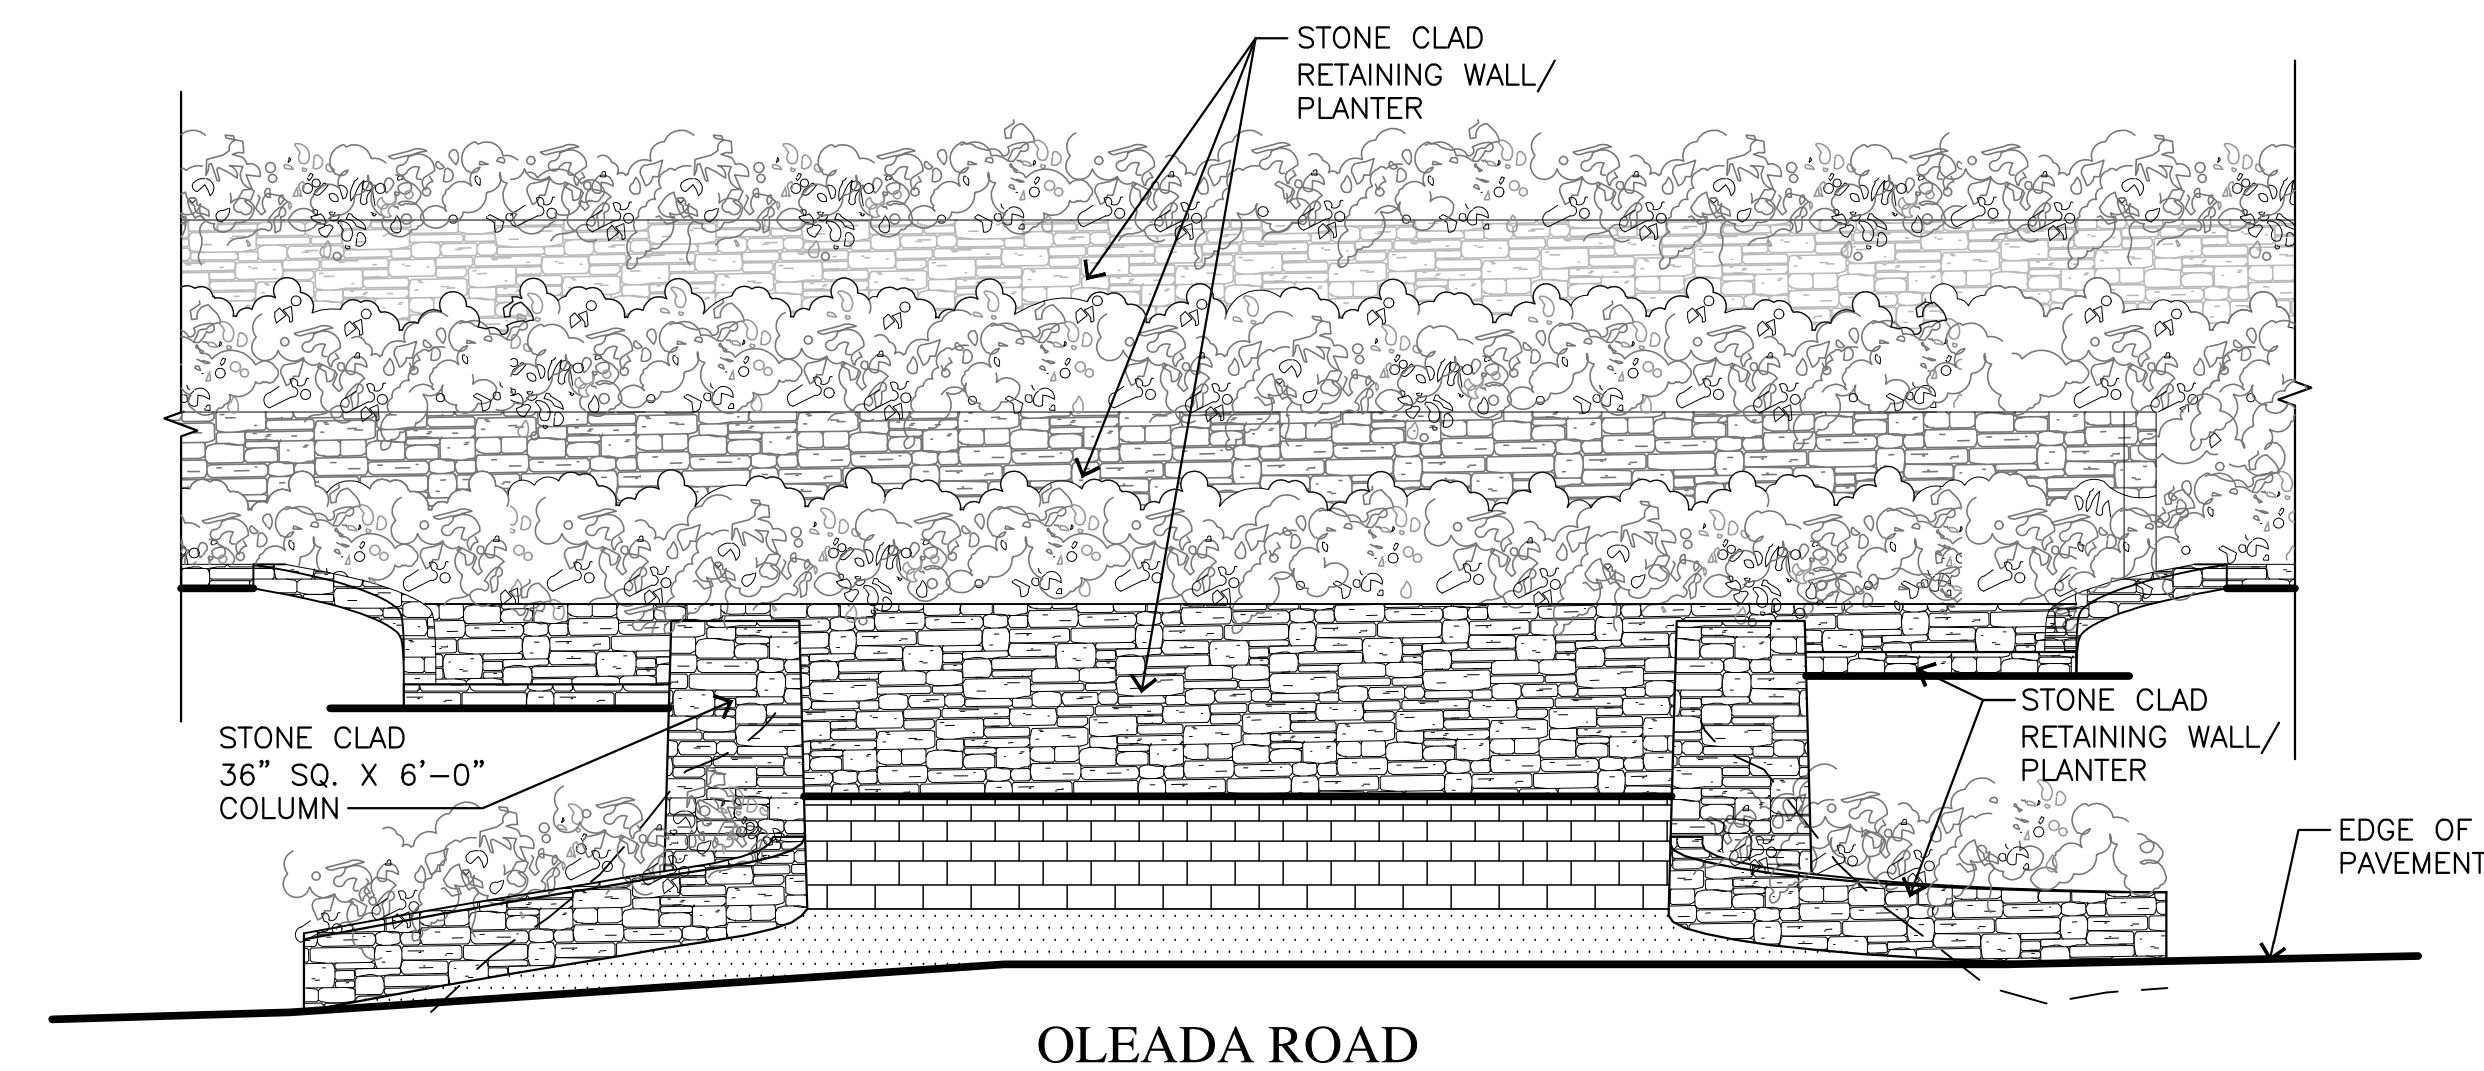 STONE CLAD
RETAINING WALL/
PLANTER
STONE CLAD
36” SQ. X 6’-0”
COLUMN
STONE CLAD
RETAINING WALL/
PLANTER
EDGE OF
PAVEMENT
OLEADA ROAD